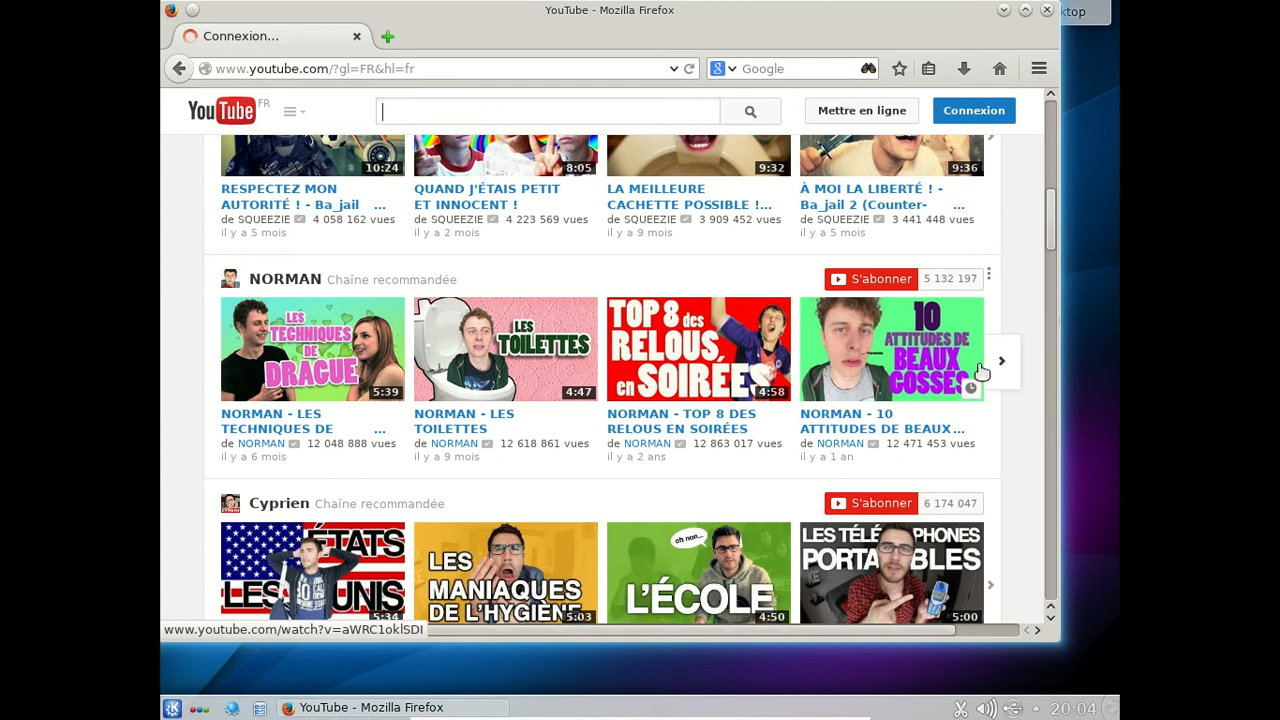 YouTube - Mozilla Firefox
ktop
Connexion...
www.youtube.com/?gl=FR&hl=fr
Google
YouTube FR
Mettre en ligne
Connexion
10:24
8:05
9:32
9:36
RESPECTEZ MON
AUTORITÉ ! - Ba_jail ...
de SQUEEZIE 4 058 162 vues
il y a 5 mois
QUAND J'ÉTAIS PETIT
ET INNOCENT !
de SQUEEZIE 4 223 569 vues
il y a 2 mois
LA MEILLEURE
CACHETTE POSSIBLE !...
de SQUEEZIE 3 909 452 vues
il y a 9 mois
À MOI LA LIBERTÉ ! -
Ba_jail 2 (Counter- ...
de SQUEEZIE 3 441 448 vues
il y a 5 mois
NORMAN Chaîne recommandée
S'abonner 5 132 197
LES
TECHNIQUES
DE
DRAGUE
5:39
LES
TOILETTES
4:47
TOP 8 des
RELOUS
en SOIRÉES
4:58
10
ATTITUDES DE
BEAUX
GOSSES
NORMAN - LES
TECHNIQUES DE ...
de NORMAN 12 048 888 vues
il y a 6 mois
NORMAN - LES
TOILETTES
de NORMAN 12 618 861 vues
il y a 9 mois
NORMAN - TOP 8 DES
RELOUS EN SOIRÉES
de NORMAN 12 863 017 vues
il y a 2 ans
NORMAN - 10
ATTITUDES DE BEAUX...
de NORMAN 12 471 453 vues
il y a 1 an
Cyprien Chaîne recommandée
S'abonner 6 174 047
ÉTATS
LES UNIS
5:34
LES
MANIAQUES
DE L'HYGIÈNE
5:03
oh non...
L'ÉCOLE
4:50
LES TÉLÉPHONES
PORTABLES
5:00
www.youtube.com/watch?v=aWRC1oklSDI
YouTube - Mozilla Firefox
20:04